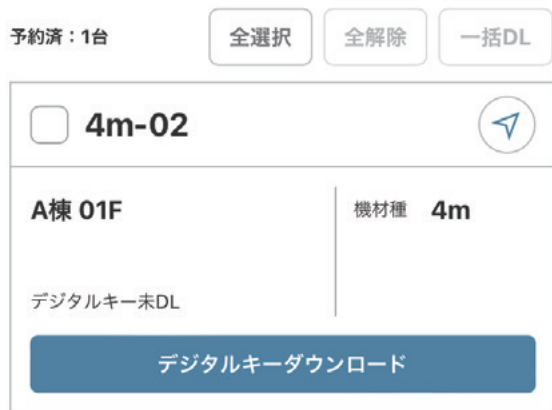 予約済：1台
全選択
全解除
一括DL
4m-02
A棟 01F
機材種 4m
デジタルキー未DL
デジタルキーダウンロード